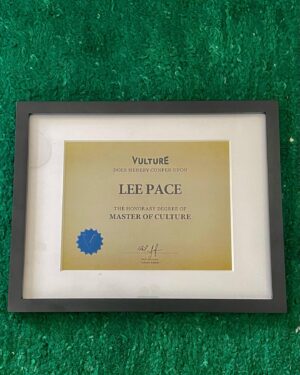 VULTURE
DOES HEREBY CONFER UPON
LEE PACE
THE HONORARY DEGREE OF
MASTER OF CULTURE